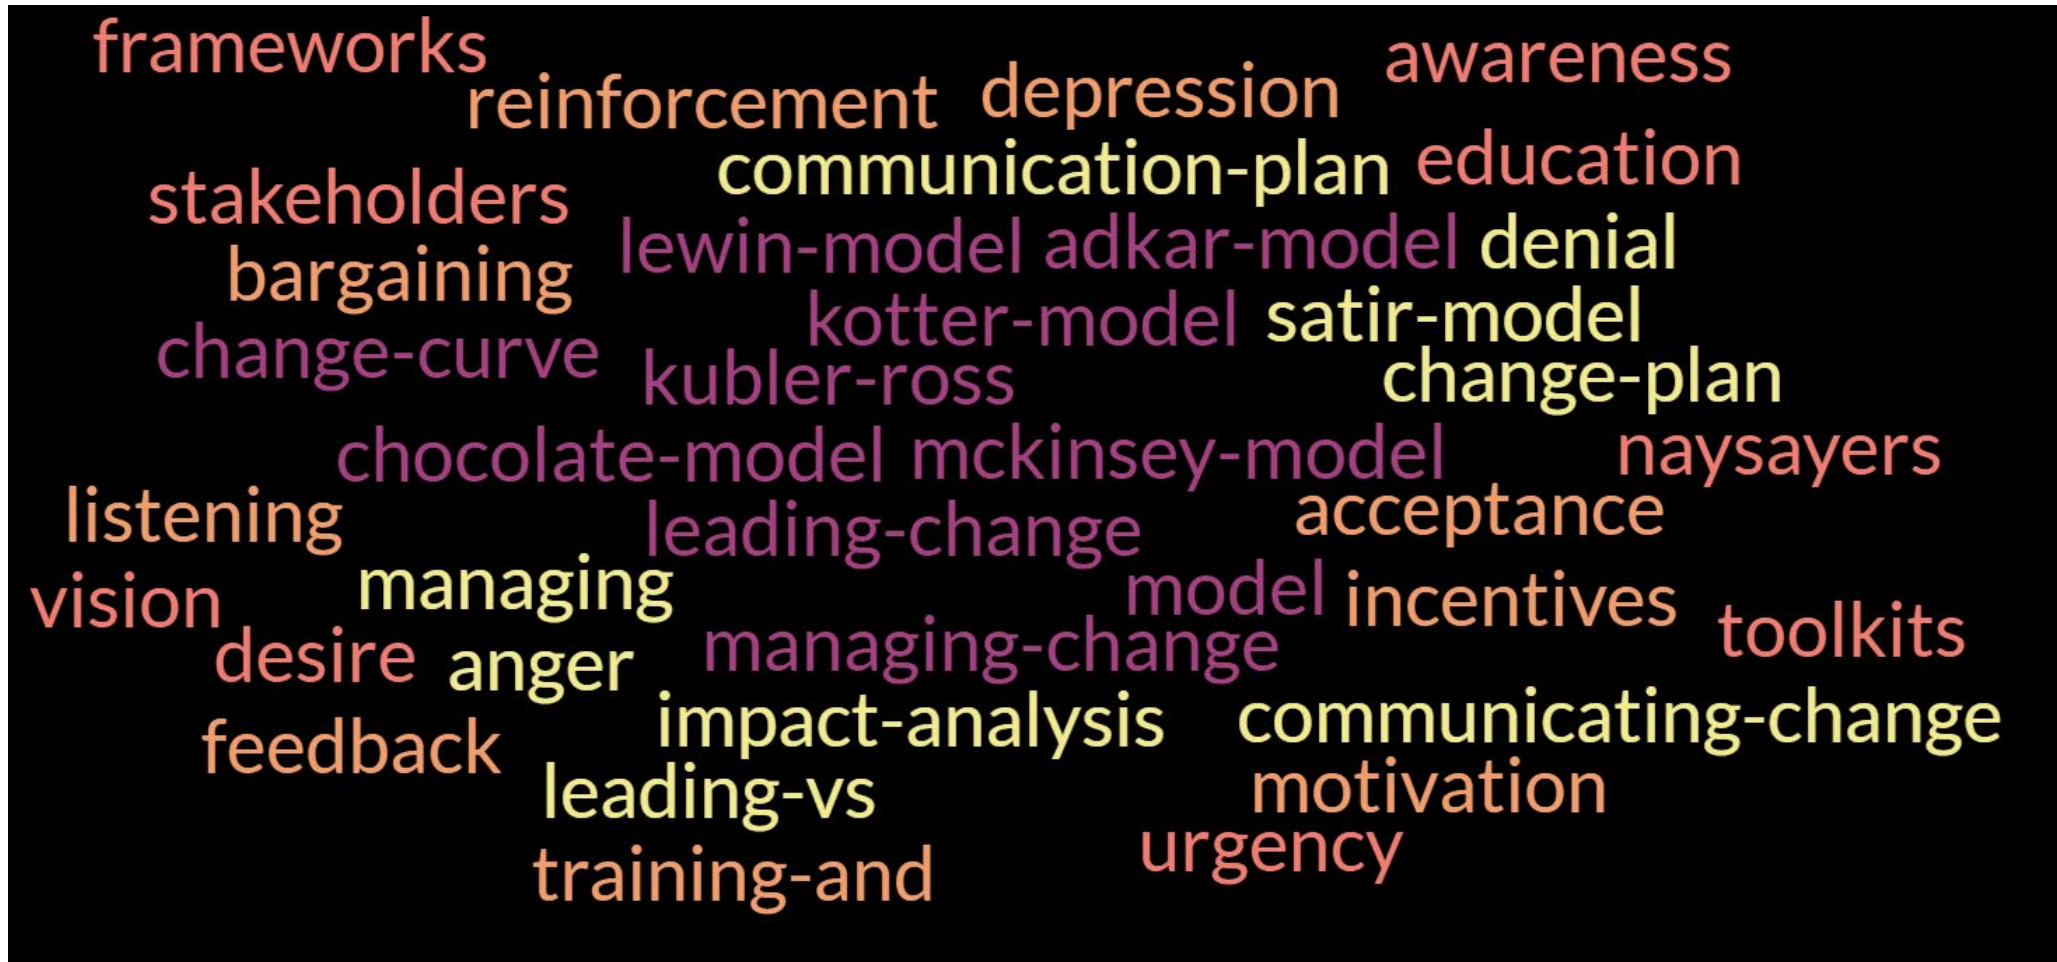 frameworks
awareness
reinforcement
depression
communication-plan
education
stakeholders
lewin-model
adkar-model
denial
bargaining
kotter-model
satir-model
change-curve
kubler-ross
change-plan
chocolate-model
mckinsey-model
naysayers
listening
leading-change
acceptance
vision
managing
model
incentives
toolkits
desire
anger
managing-change
feedback
impact-analysis
communicating-change
leading-vs
motivation
urgency
training-and